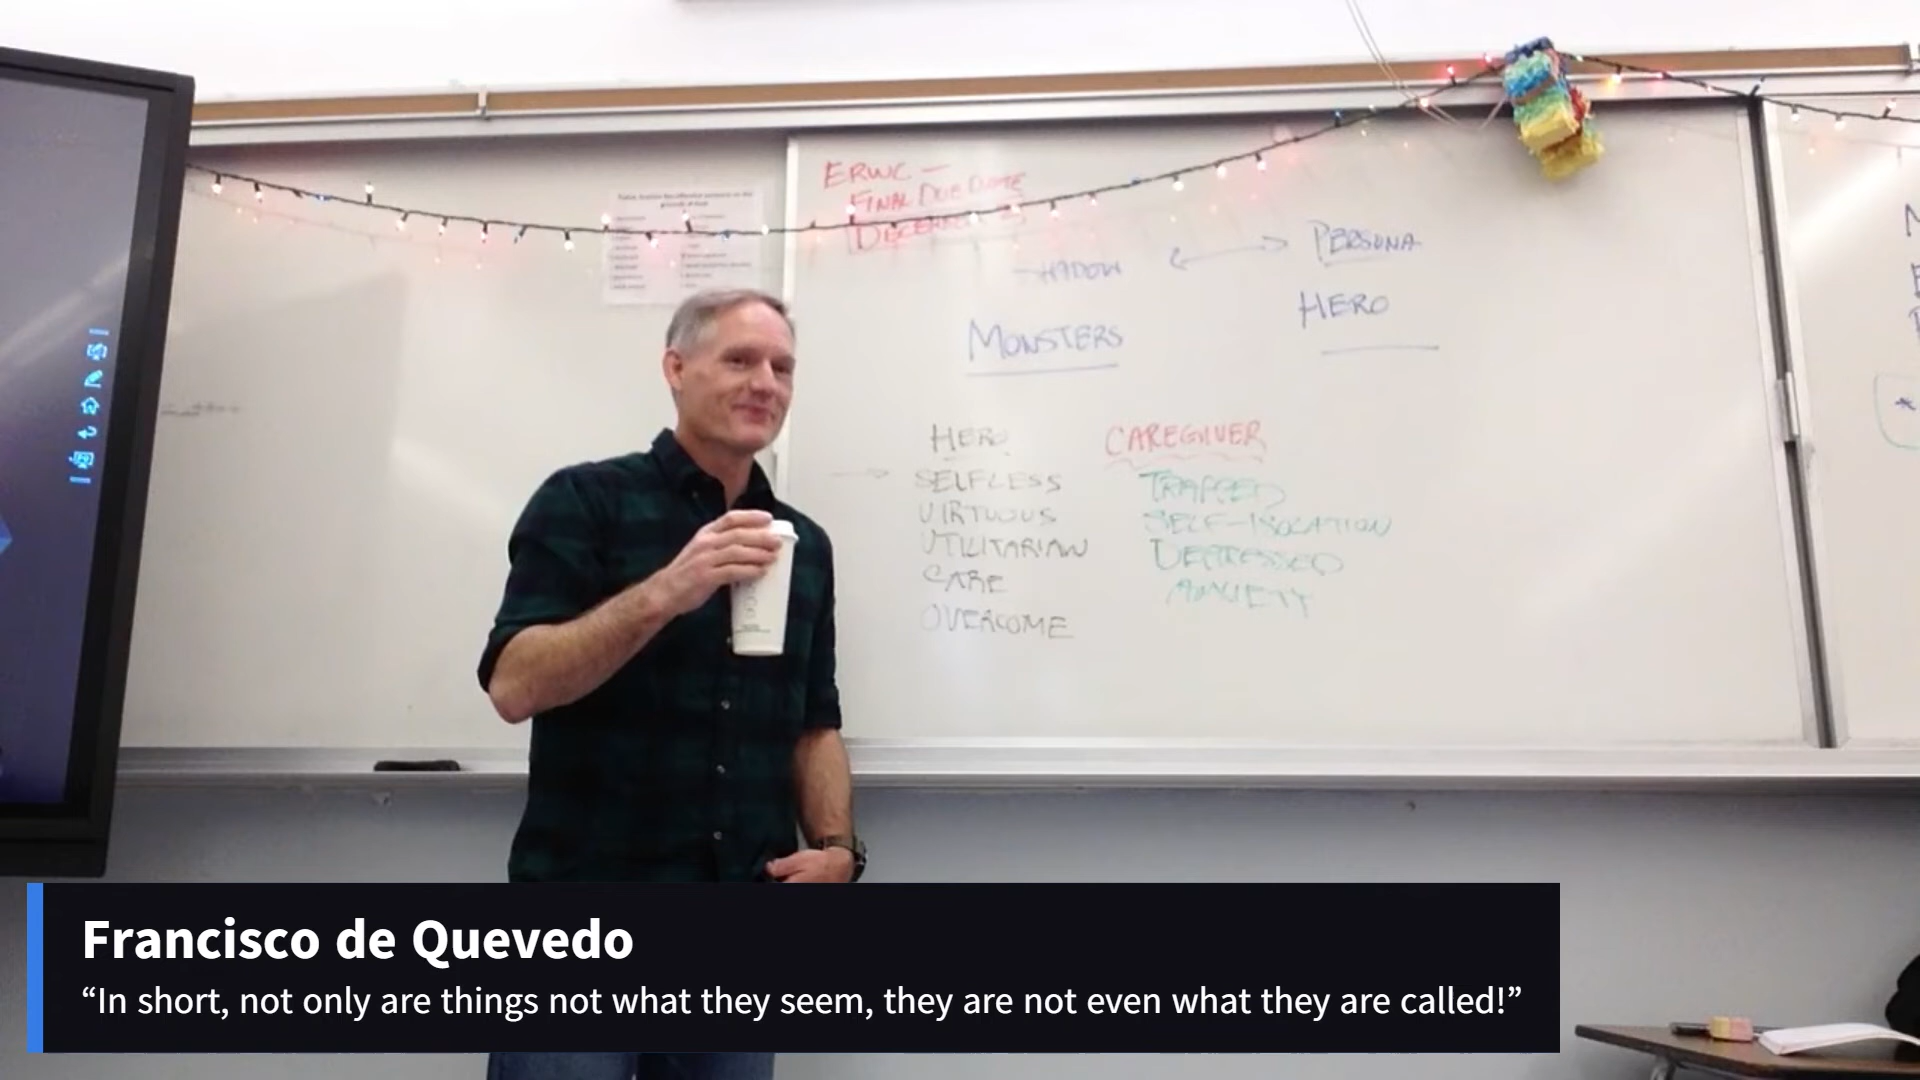 ERWC —
FINAL DUE DATE
DECEMBER
SHADOW
PERSONA
MONSTERS
HERO
HERO
SELFLESS
VIRTUOUS
UTILITARIAN
CARE
OVERCOME
CAREGIIVER
TRAPPED
SELF-ISOLATION
DEPRESSED
ANXIETY
Francisco de Quevedo
“In short, not only are things not what they seem, they are not even what they are called!”